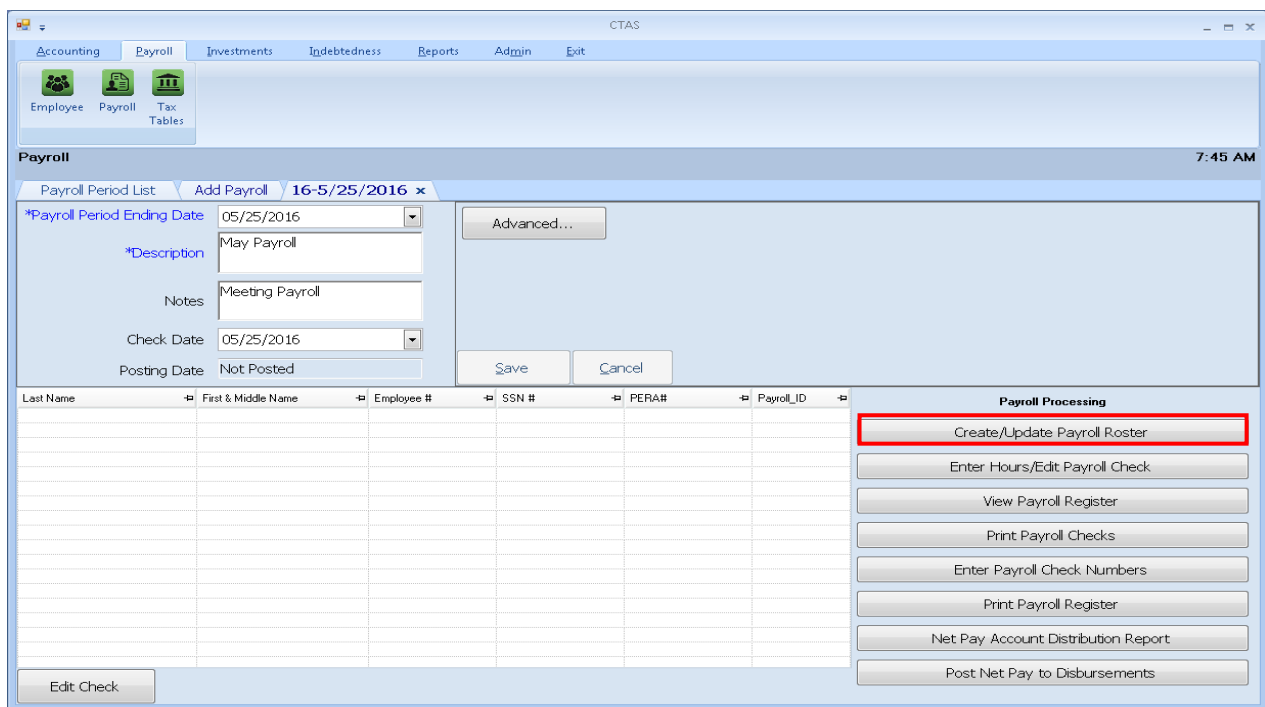 CTAS
Accounting Payroll Investments Indebtedness Reports Admin Exit
Employee Payroll Tax Tables
Payroll 7:45 AM
Payroll Period List Add Payroll 16-5/25/2016 x
*Payroll Period Ending Date 05/25/2016 Advanced...
*Description May Payroll
Notes Meeting Payroll
Check Date 05/25/2016
Posting Date Not Posted Save Cancel
Last Name First & Middle Name Employee # SSN # PERA# Payroll_ID Payroll Processing
Create/Update Payroll Roster
Enter Hours/Edit Payroll Check
View Payroll Register
Print Payroll Checks
Enter Payroll Check Numbers
Print Payroll Register
Net Pay Account Distribution Report
Edit Check Post Net Pay to Disbursements